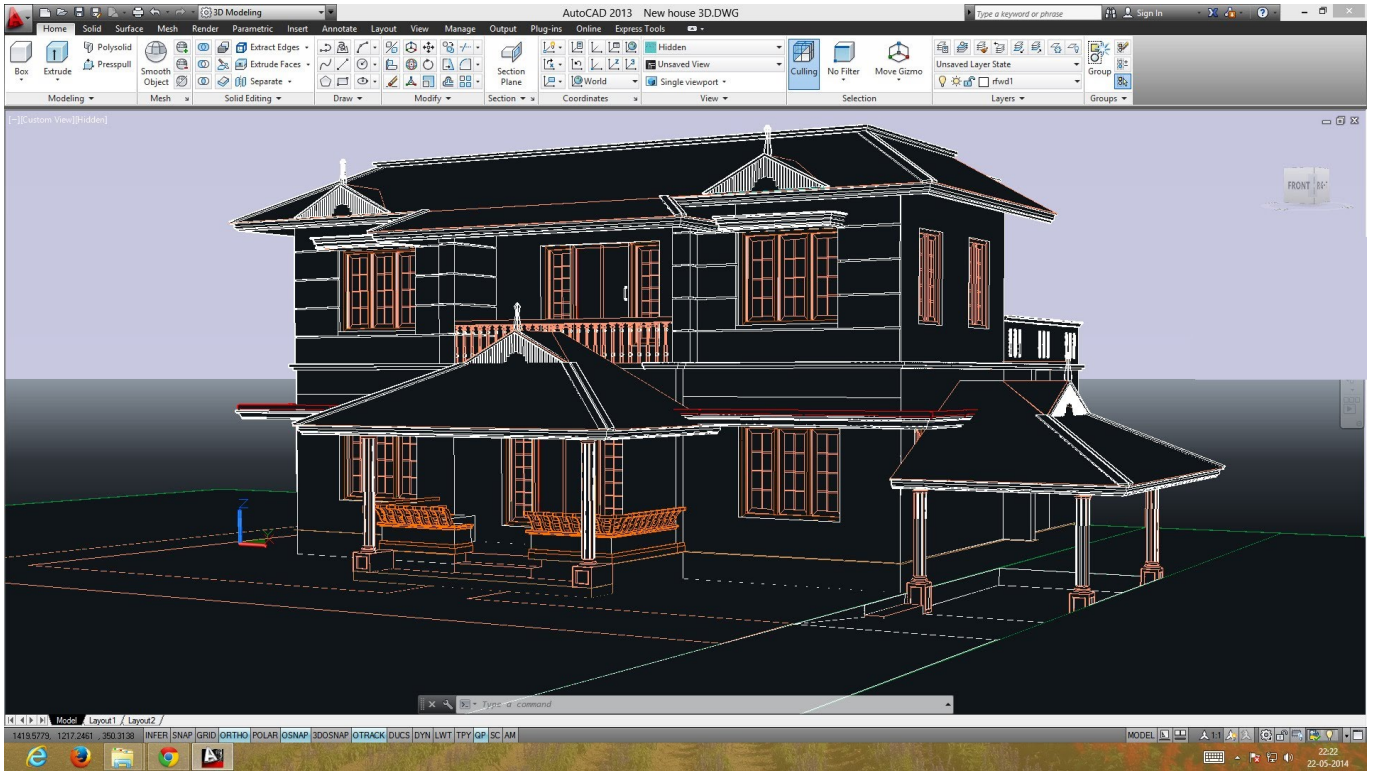 3D Modeling
AutoCAD 2013 New house 3D.DWG
Type a keyword or phrase
Sign In
Home Solid Surface Mesh Render Parametric Insert Annotate Layout View Manage Output Plug-ins Online Express Tools
Polysolid
Presspull
Box
Extrude
Smooth Object
Extract Edges
Extrude Faces
Separate
Section Plane
World
Hidden
Unsaved View
Single viewport
Culling
No Filter
Move Gizmo
Unsaved Layer State
rfwd1
Group
Modeling Mesh Solid Editing Draw Modify Section Coordinates View Selection Layers Groups
[-][Custom View][Hidden]
FRONT
Z
Type a command
Model Layout1 Layout2
1419.5779, 1217.2461 , 350.3138 INFER SNAP GRID ORTHO POLAR OSNAP 3DOSNAP OTRACK DUCS DYN LWT TPY QP SC AM MODEL 1:1
22:22
22-05-2014